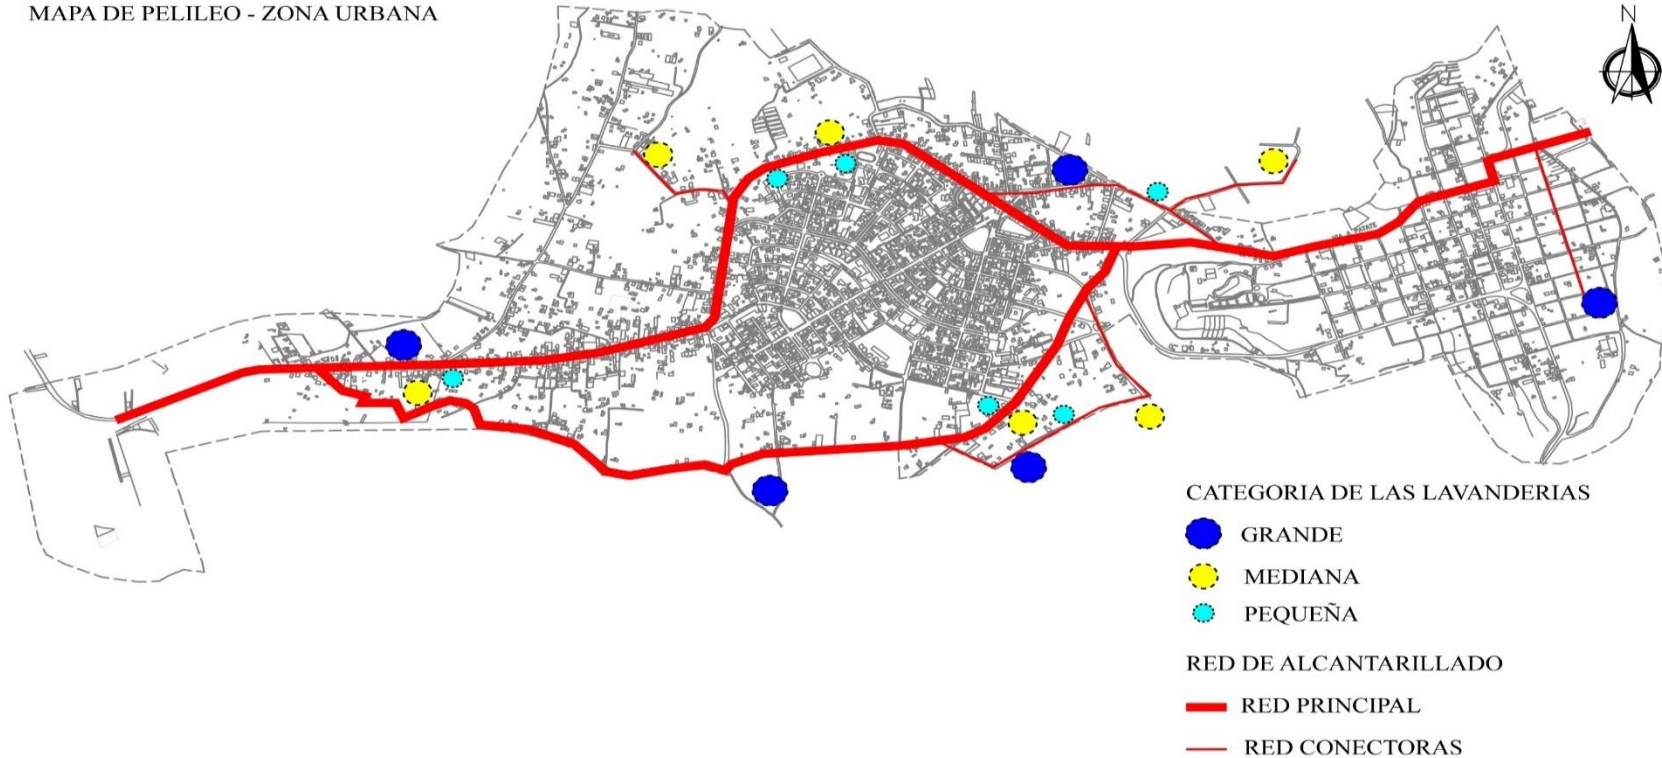 MAPA DE PELILEO - ZONA URBANA
N
PAYATE
CATEGORIA DE LAS LAVANDERIAS
GRANDE
MEDIANA
PEQUEÑA
RED DE ALCANTARILLADO
RED PRINCIPAL
RED CONECTORAS